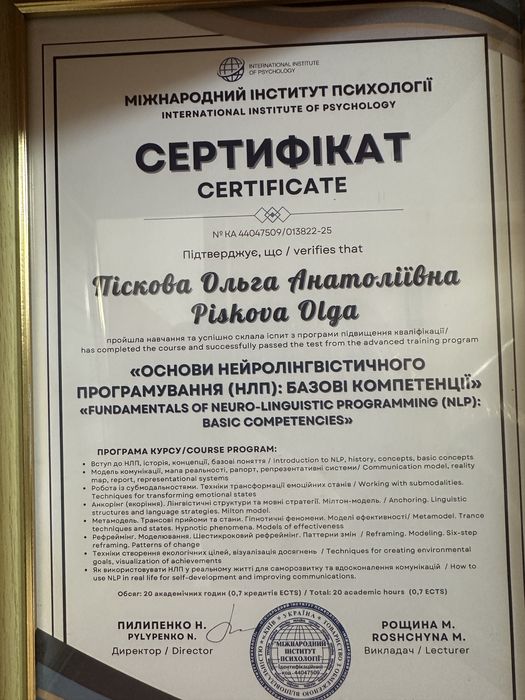 INTERNATIONAL INSTITUTE
OF PSYCHOLOGY
МІЖНАРОДНИЙ ІНСТИТУТ ПСИХОЛОГІЇ
INTERNATIONAL INSTITUTE OF PSYCHOLOGY
СЕРТИФІКАТ
CERTIFICATE
№ КА 44047509/013822-25
Підтверджує, що / verifies that
Піскова Ольга Анатоліївна
Piskova Olga
пройшла навчання та успішно склала іспит з програми підвищення кваліфікації/
has completed the course and successfully passed the test from the advanced training program
«ОСНОВИ НЕЙРОЛІНГВІСТИЧНОГО
ПРОГРАМУВАННЯ (НЛП): БАЗОВІ КОМПЕТЕНЦІЇ»
«FUNDAMENTALS OF NEURO-LINGUISTIC PROGRAMMING (NLP):
BASIC COMPETENCIES»
ПРОГРАМА КУРСУ/COURSE PROGRAM:
• Вступ до НЛП, історія, концепції, базові поняття / Introduction to NLP, history, concepts, basic concepts
• Модель комунікації, мапа реальності, рапорт, репрезентативні системи/ Communication model, reality
map, report, representational systems
• Робота із субмодальностями. Техніки трансформації емоційних станів / Working with submodalities.
Techniques for transforming emotional states
• Анкорінг (якоріння). Лінгвістичні структури та мовні стратегії. Мілтон-модель. / Anchoring. Linguistic
structures and language strategies. Milton model.
• Метамодель. Трансові прийоми та стани. Гіпнотичні феномени. Моделі ефективності/ Metamodel. Trance
techniques and states. Hypnotic phenomena. Models of effectiveness
• Рефреймінг. Моделювання. Шестикроковий рефреймінг. Паттерни змін / Reframing. Modeling. Six-step
reframing. Patterns of change
• Техніки створення екологічних цілей, візуалізація досягнень / Techniques for creating environmental
goals, visualization of achievements
• Як використовувати НЛП у реальному житті для саморозвитку та вдосконалення комунікацій / How to
use NLP in real life for self-development and improving communications.
Обсяг: 20 академічних годин (0,7 кредитів ECTS) / Total: 20 academic hours (0,7 ECTS)
ПИЛИПЕНКО Н.
PYLYPENKO N.
Директор / Director
УКРАЇНА
МІЖНАРОДНИЙ
ІНСТИТУТ
ПСИХОЛОГІЇ
код 44047509
РОЩИНА М.
ROSHCHYNA M.
Викладач / Lecturer